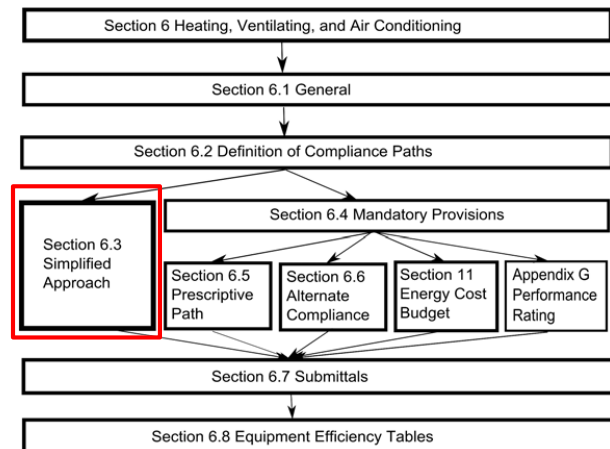 Section 6 Heating, Ventilating, and Air Conditioning
Section 6.1 General
Section 6.2 Definition of Compliance Paths
Section 6.3
Simplified
Approach
Section 6.4 Mandatory Provisions
Section 6.5
Prescriptive
Path
Section 6.6
Alternate
Compliance
Section 11
Energy Cost
Budget
Appendix G
Performance
Rating
Section 6.7 Submittals
Section 6.8 Equipment Efficiency Tables